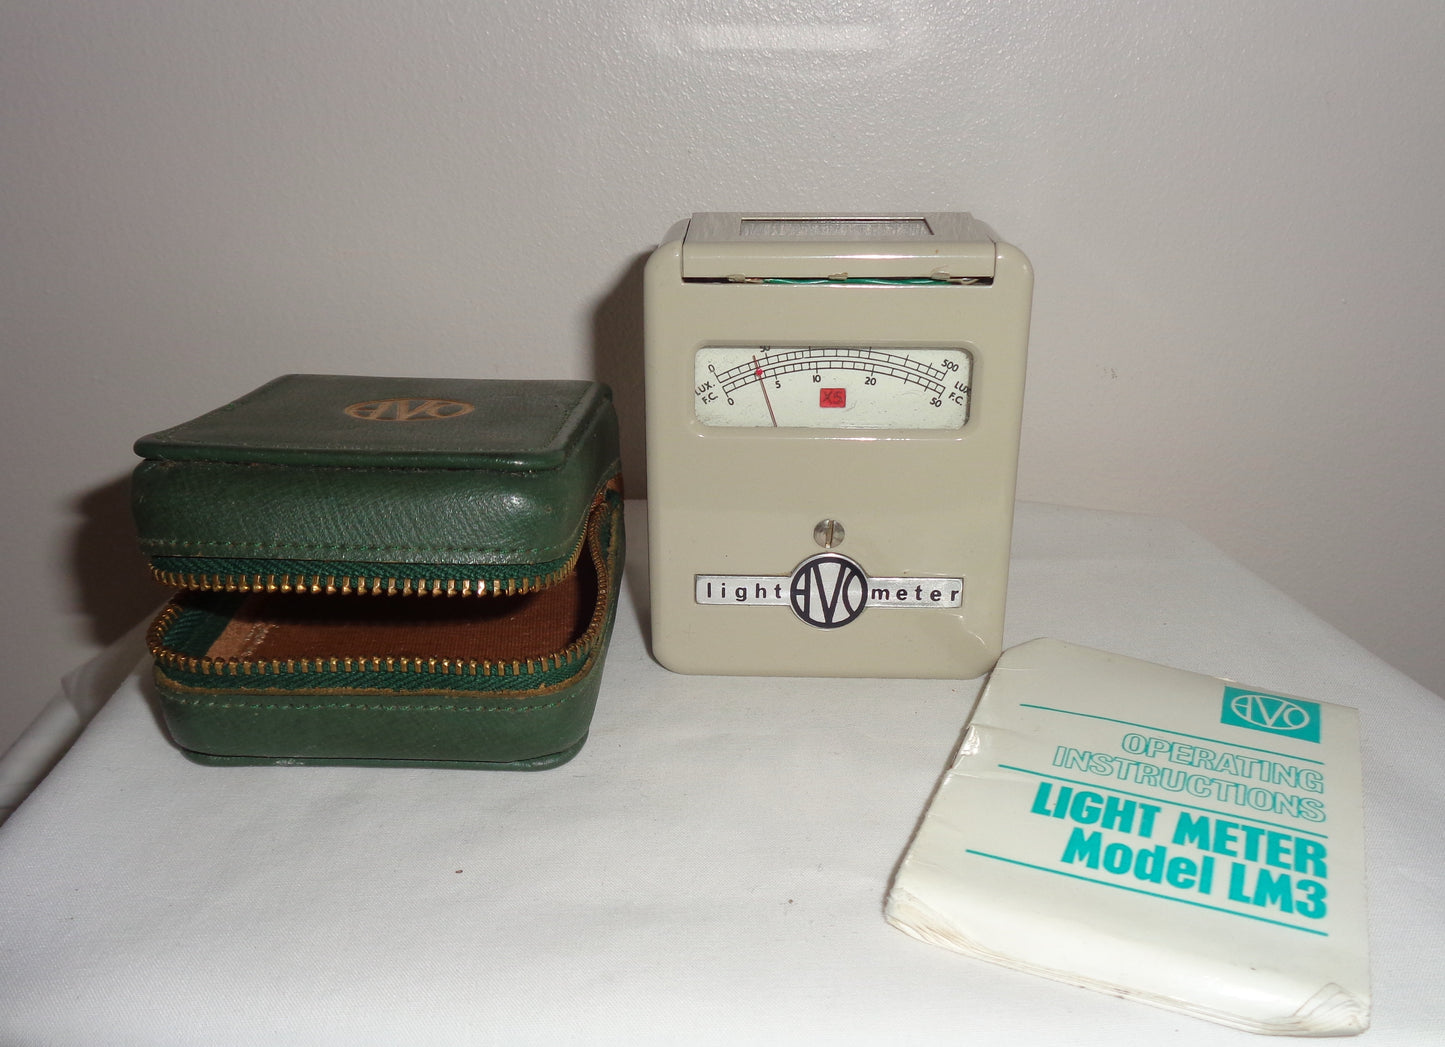 AVO
50
500
0
LUX.
LUX
F.C.
0
5
10
20
50
F.C.
X5
light AVO meter
AVO
OPERATING
INSTRUCTIONS
LIGHT METER
Model LM3